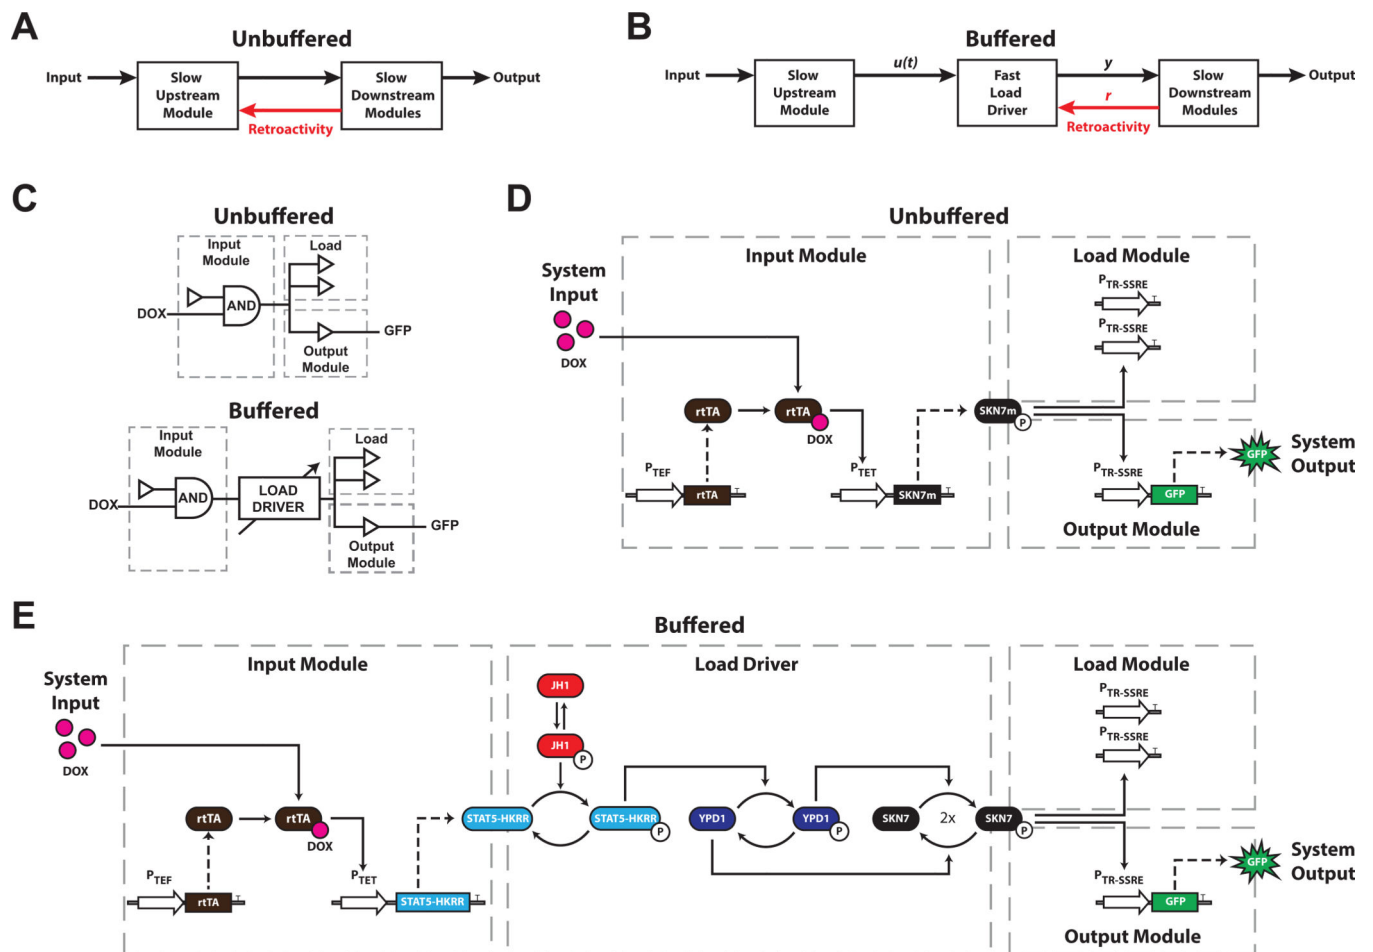 A
Unbuffered
Input
Slow
Upstream
Module
Slow
Downstream
Modules
Output
Retroactivity
B
Buffered
Input
Slow
Upstream
Module
u(t)
Fast
Load
Driver
y
r
Retroactivity
Slow
Downstream
Modules
Output
C
Unbuffered
Input
Module
Load
DOX
AND
GFP
Output
Module
Buffered
Input
Module
Load
DOX
AND
LOAD
DRIVER
GFP
Output
Module
D
Unbuffered
Input Module
Load Module
System
Input
DOX
PTR-SSRE
PTR-SSRE
rtTA
rtTA
DOX
SKN7m
P
PTEF
rtTA
PTET
SKN7m
PTR-SSRE
GFP
GFP
System
Output
Output Module
E
Buffered
Input Module
Load Driver
Load Module
System
Input
DOX
JH1
JH1
P
PTR-SSRE
PTR-SSRE
rtTA
rtTA
DOX
STAT5-HKRR
STAT5-HKRR
P
YPD1
YPD1
P
SKN7
2x
SKN7
P
PTEF
rtTA
PTET
STAT5-HKRR
PTR-SSRE
GFP
GFP
System
Output
Output Module